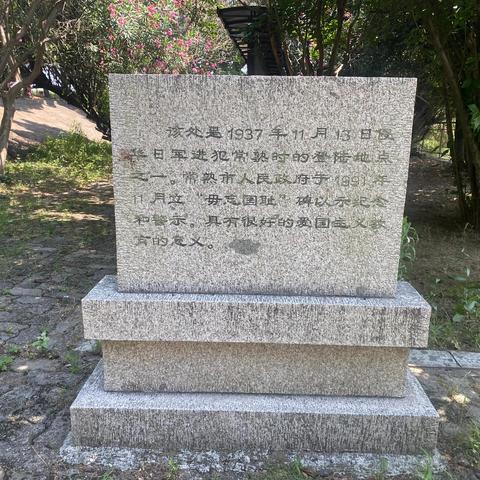 该处是1937年11月13日侵
华日军进犯常熟时的登陆地点
之一。常熟市人民政府于1991年
11月立“毋忘国耻”碑以示纪念
和警示。具有很好的爱国主义教
育的意义。